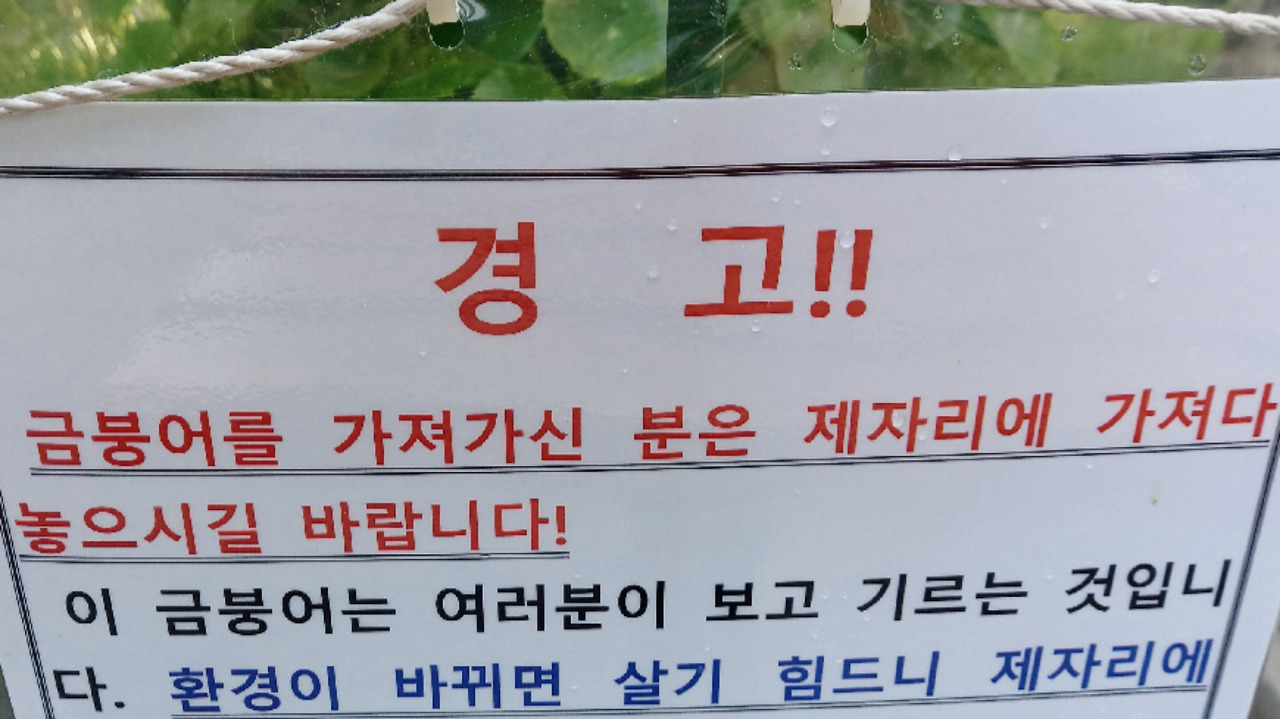 경 고!!
금붕어를 가져가신 분은 제자리에 가져다
놓으시길 바랍니다!
이 금붕어는 여러분이 보고 기르는 것입니
다. 환경이 바뀌면 살기 힘드니 제자리에